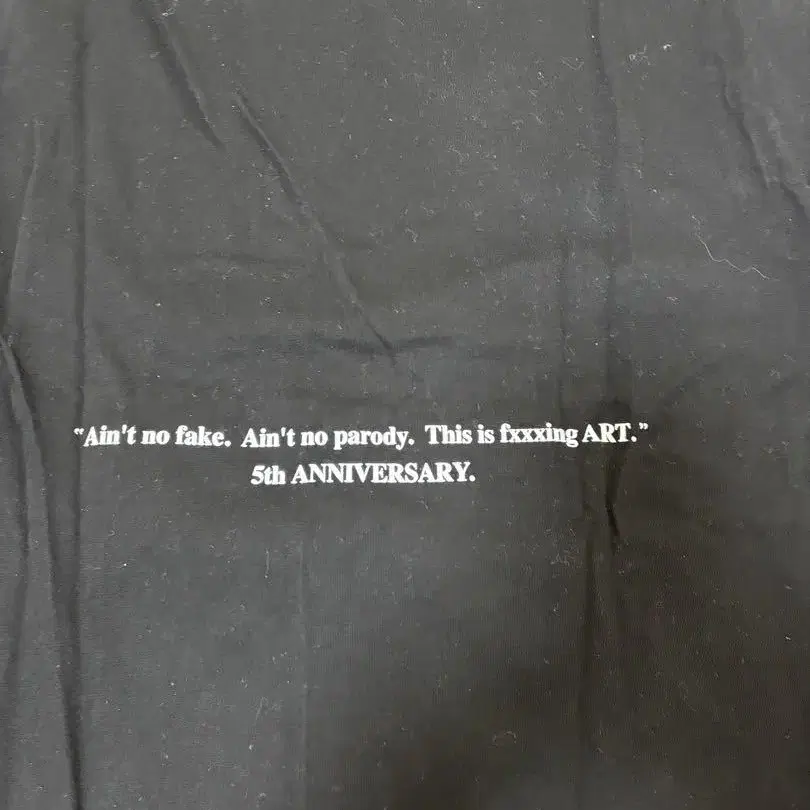 “Ain't no fake. Ain't no parody. This is fxxxing ART.”
5th ANNIVERSARY.